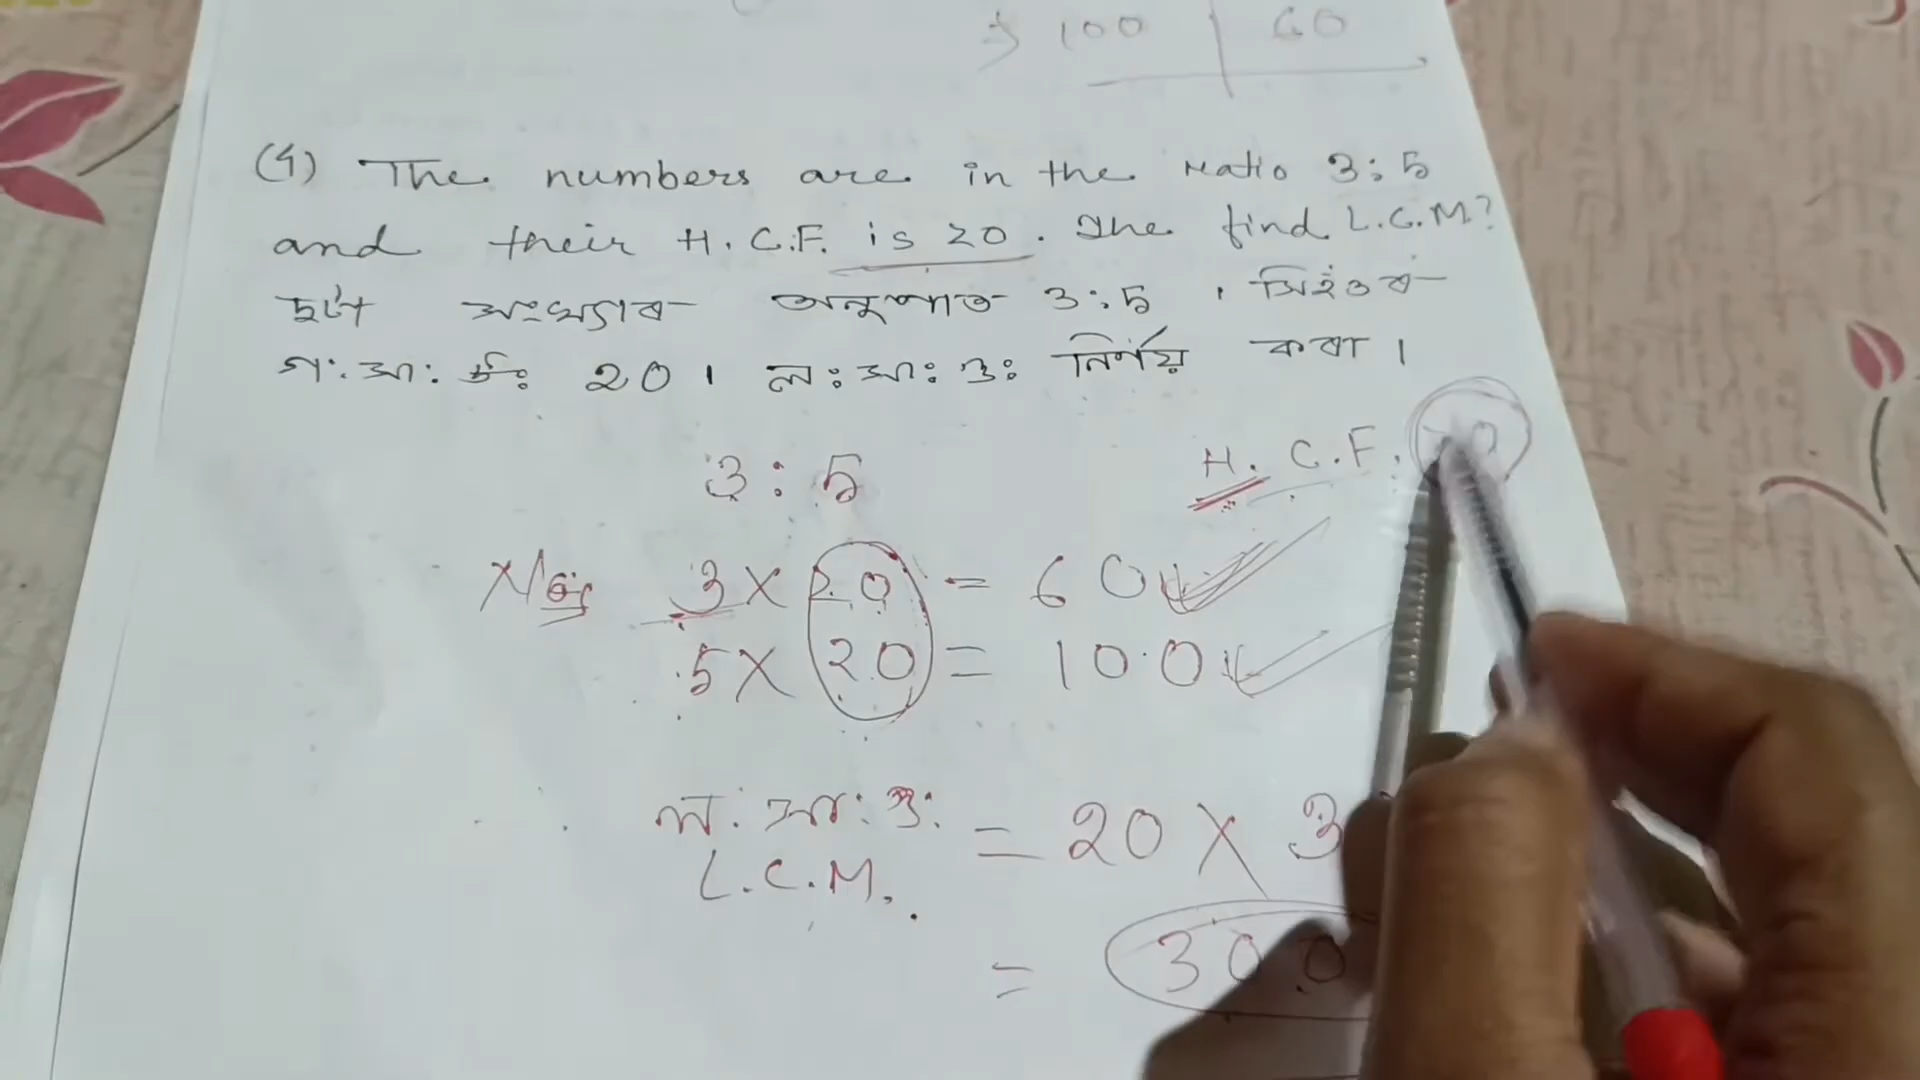 100 | 60
(4) The numbers are in the ratio 3:5
and their H.C.F. is 20. The find L.C.M?
দুটা সংখ্যাৰ অনুপাত 3:5 । সিহঁতৰ
গ:.সা: উ: 20। ল: সা: গু: নিৰ্ণয় কৰা ।
3 : 5
H. C.F.
3 X 20 = 60
5 X 20 = 100
ল: সা: গু: = 20 X 3
L.C.M.
= 300